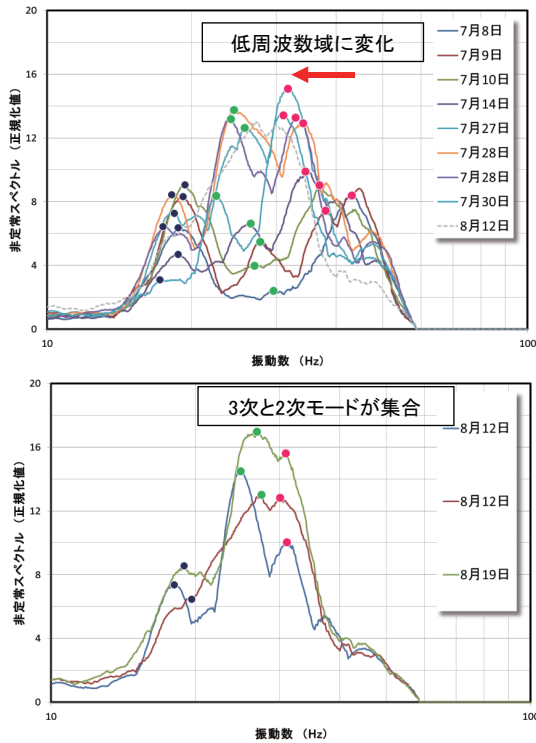 低周波数域に変化
非定常スペクトル（正規化値）
20
16
12
8
4
0
10
100
振動数（Hz）
7月8日
7月9日
7月10日
7月14日
7月27日
7月28日
7月28日
7月30日
8月12日
3次と2次モードが集合
非定常スペクトル（正規化値）
20
16
12
8
4
0
10
100
振動数（Hz）
8月12日
8月12日
8月19日